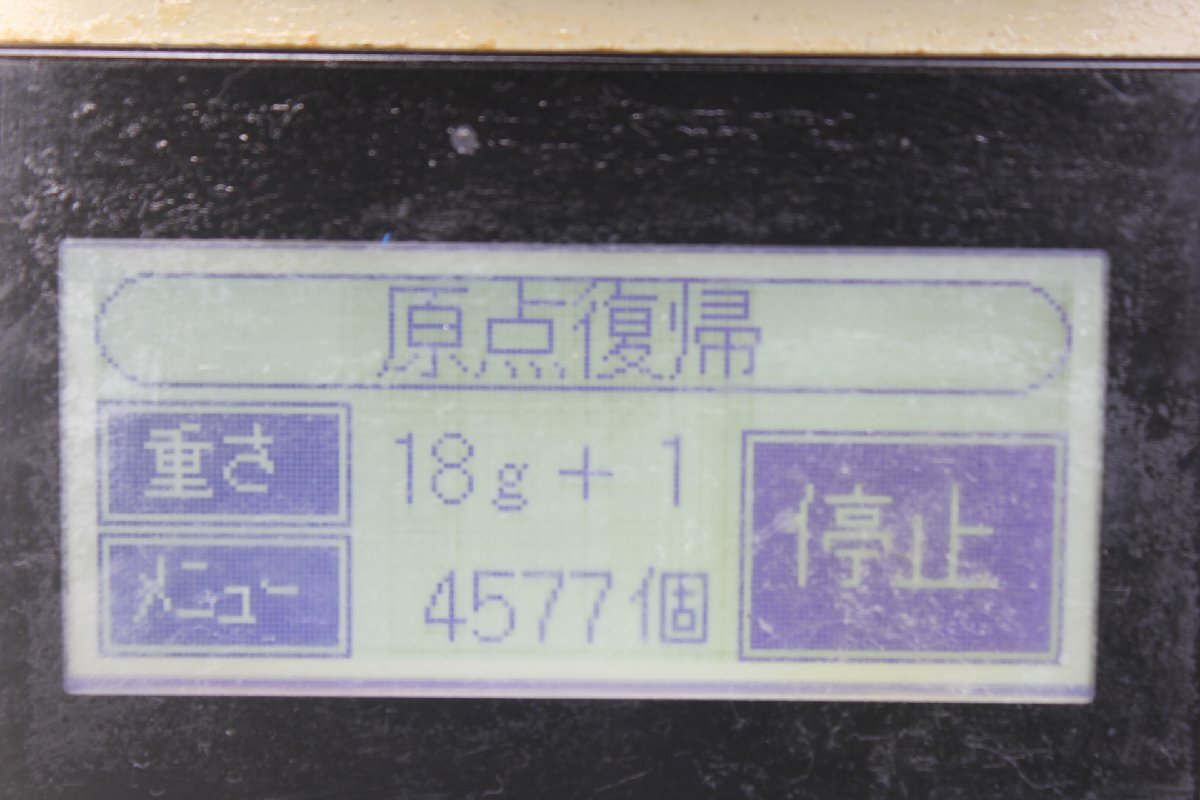 原点復帰
重さ 18g+1
メニュー 4577個
停止